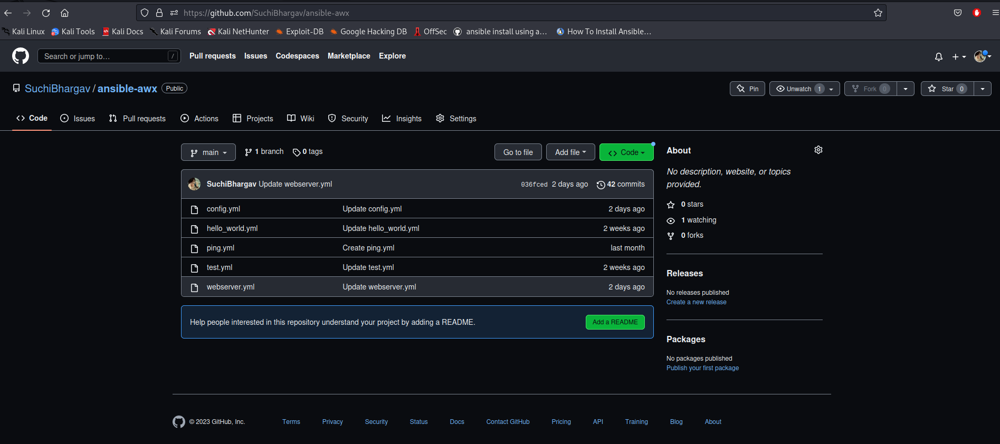 https://github.com/SuchiBhargav/ansible-awx
Kali Linux Kali Tools Kali Docs Kali Forums Kali NetHunter Exploit-DB Google Hacking DB OffSec ansible install using a… How To Install Ansible…
Search or jump to… / Pull requests Issues Codespaces Marketplace Explore
SuchiBhargav / ansible-awx Public Pin Unwatch 1 Fork 0 Star 0
Code Issues Pull requests Actions Projects Wiki Security Insights Settings
main 1 branch 0 tags Go to file Add file Code
SuchiBhargav Update webserver.yml 036fced 2 days ago 42 commits
config.yml Update config.yml 2 days ago
hello_world.yml Update hello_world.yml 2 weeks ago
ping.yml Create ping.yml last month
test.yml Update test.yml 2 weeks ago
webserver.yml Update webserver.yml 2 days ago
Help people interested in this repository understand your project by adding a README. Add a README
About
No description, website, or topics
provided.
0 stars
1 watching
0 forks
Releases
No releases published
Create a new release
Packages
No packages published
Publish your first package
© 2023 GitHub, Inc. Terms Privacy Security Status Docs Contact GitHub Pricing API Training Blog About